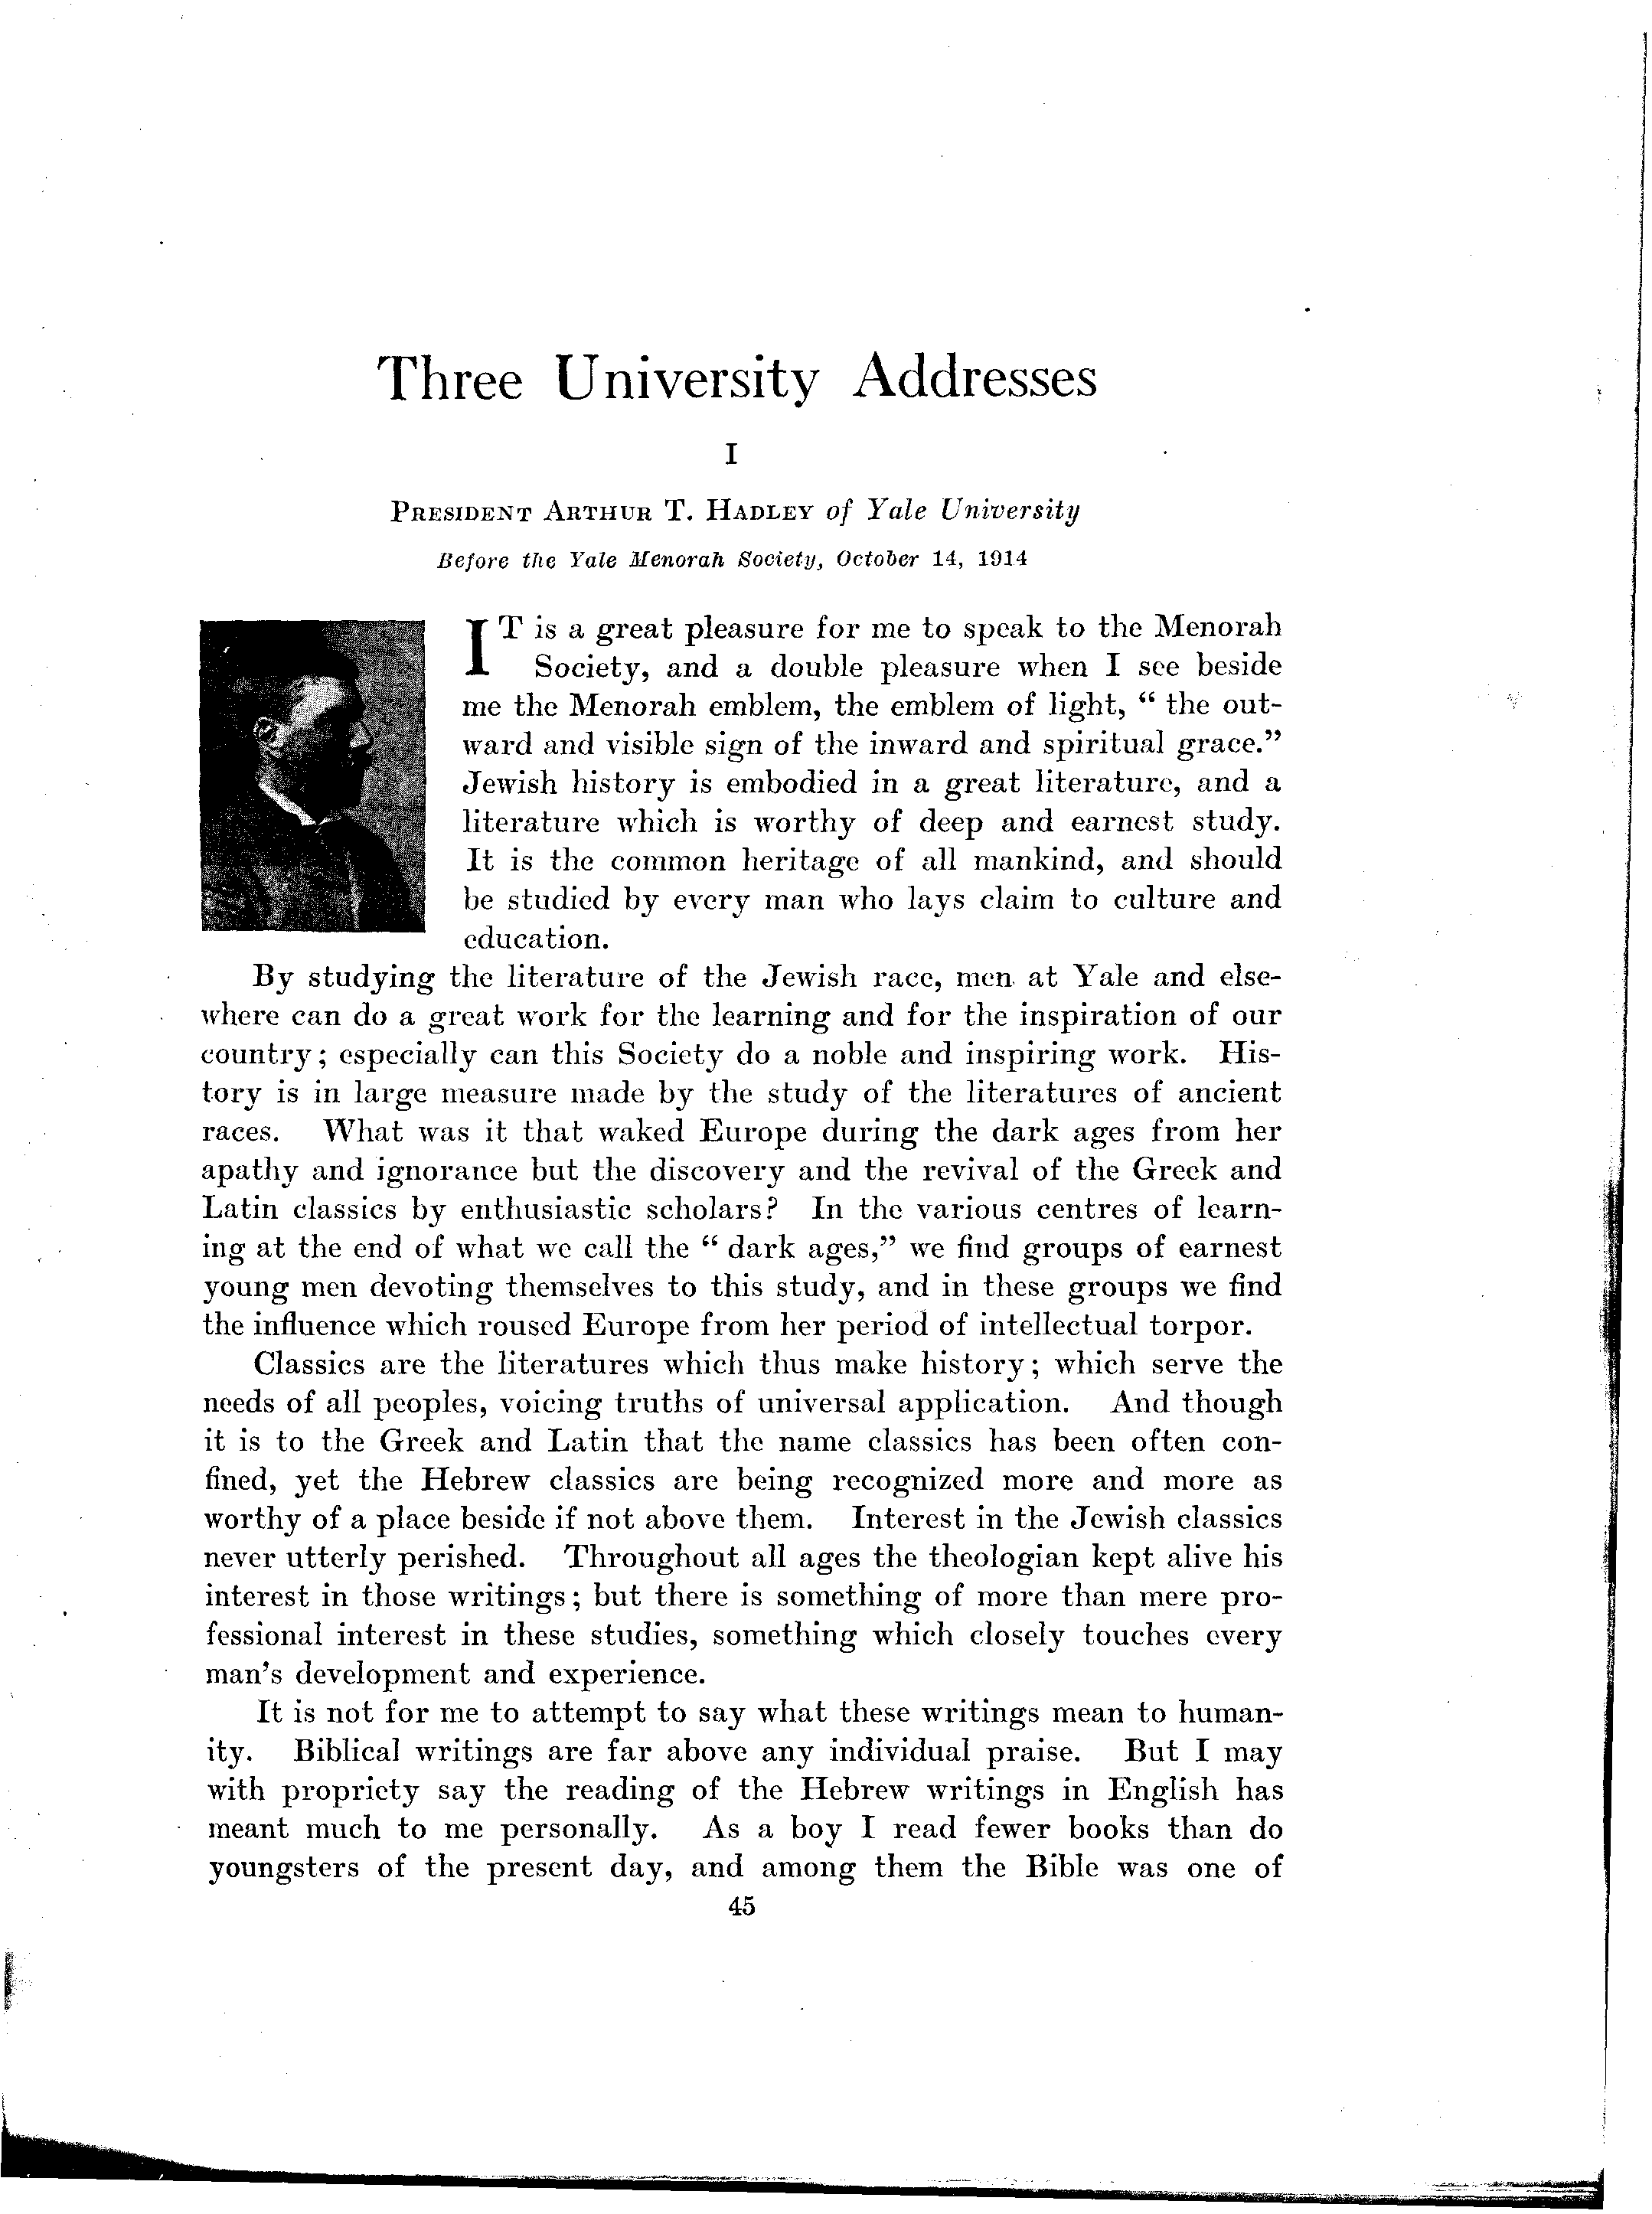 Three University Addresses
I
PRESIDENT ARTHUR T. HADLEY of Yale University
Before the Yale Menorah Society, October 14, 1914
IT is a great pleasure for me to speak to the Menorah
Society, and a double pleasure when I see beside
me the Menorah emblem, the emblem of light, “ the out-
ward and visible sign of the inward and spiritual grace.”
Jewish history is embodied in a great literature, and a
literature which is worthy of deep and earnest study.
It is the common heritage of all mankind, and should
be studied by every man who lays claim to culture and
education.
By studying the literature of the Jewish race, men at Yale and else-
where can do a great work for the learning and for the inspiration of our
country; especially can this Society do a noble and inspiring work. His-
tory is in large measure made by the study of the literatures of ancient
races. What was it that waked Europe during the dark ages from her
apathy and ignorance but the discovery and the revival of the Greek and
Latin classics by enthusiastic scholars? In the various centres of learn-
ing at the end of what we call the “ dark ages,” we find groups of earnest
young men devoting themselves to this study, and in these groups we find
the influence which roused Europe from her period of intellectual torpor.
Classics are the literatures which thus make history; which serve the
needs of all peoples, voicing truths of universal application. And though
it is to the Greek and Latin that the name classics has been often con-
fined, yet the Hebrew classics are being recognized more and more as
worthy of a place beside if not above them. Interest in the Jewish classics
never utterly perished. Throughout all ages the theologian kept alive his
interest in those writings; but there is something of more than mere pro-
fessional interest in these studies, something which closely touches every
man’s development and experience.
It is not for me to attempt to say what these writings mean to human-
ity. Biblical writings are far above any individual praise. But I may
with propriety say the reading of the Hebrew writings in English has
meant much to me personally. As a boy I read fewer books than do
youngsters of the present day, and among them the Bible was one of
45